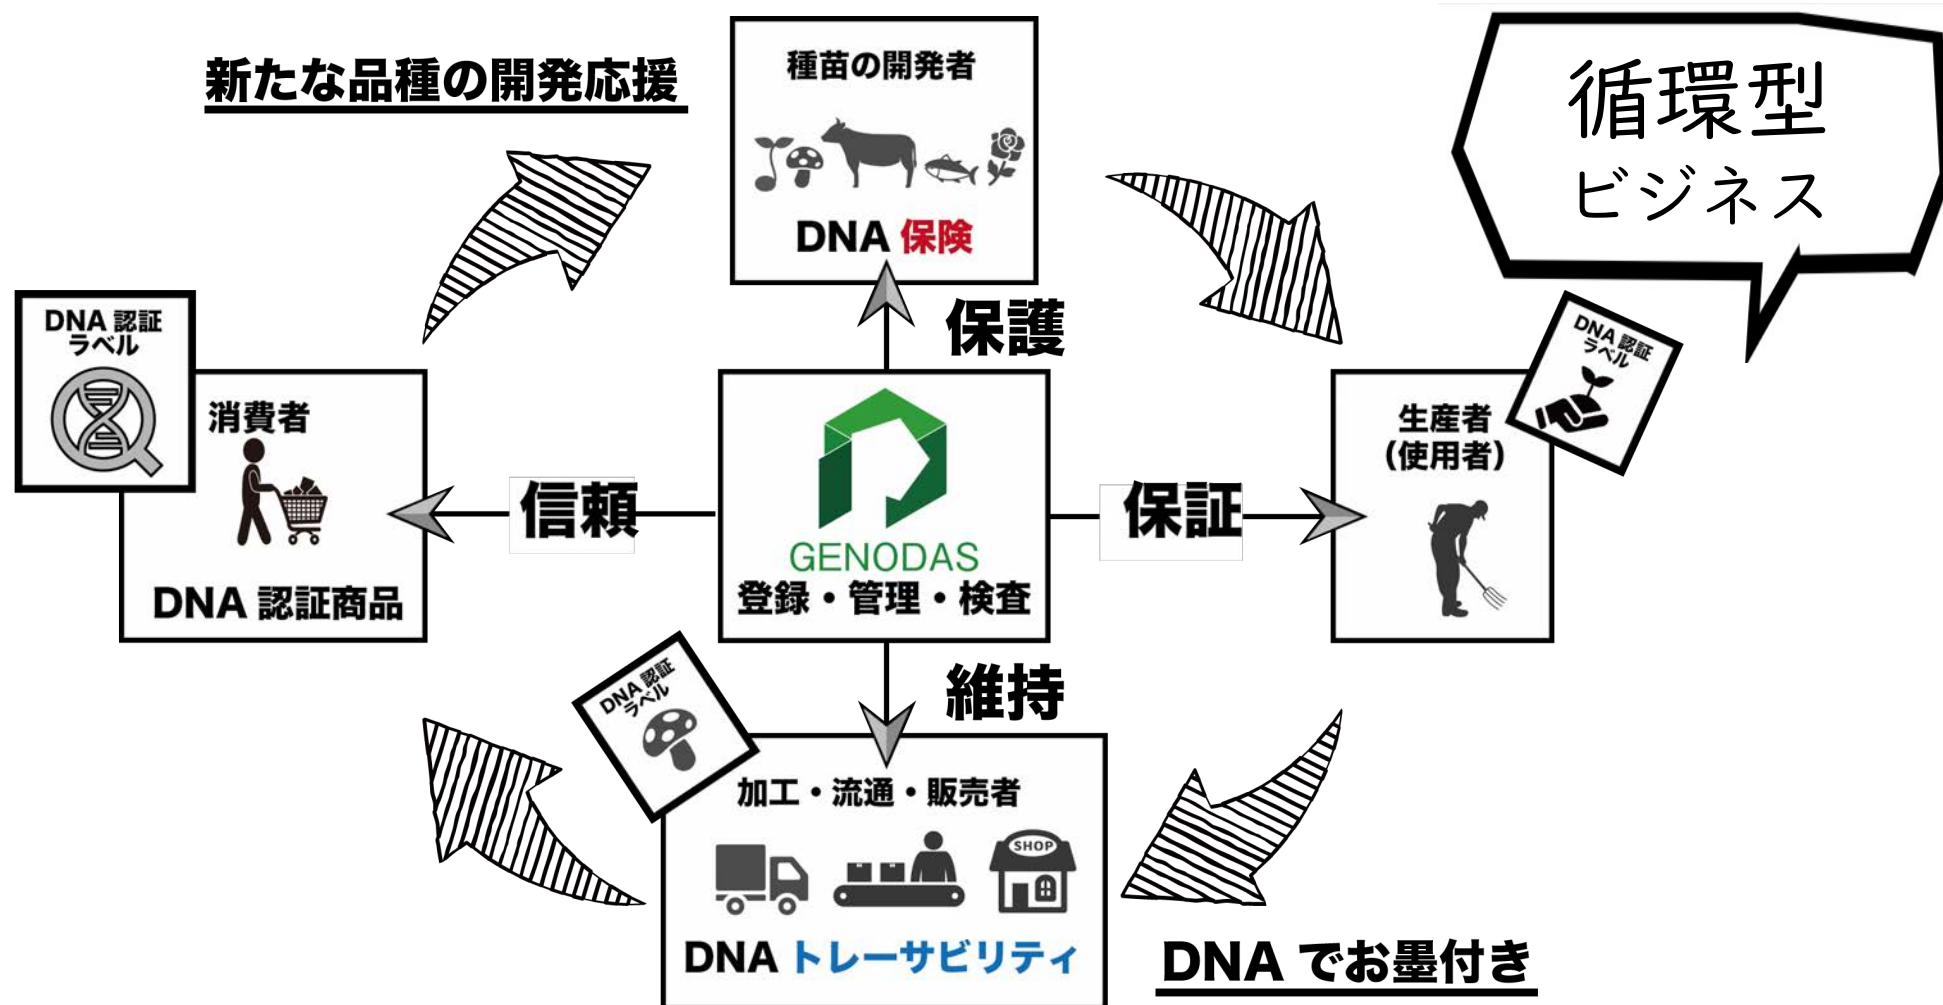 新たな品種の開発応援
種苗の開発者
DNA 保険
循環型
ビジネス
保護
DNA 認証
ラベル
消費者
DNA 認証商品
信頼
GENODAS
登録・管理・検査
保証
生産者
(使用者)
DNA 認証
ラベル
維持
DNA 認証
ラベル
加工・流通・販売者
SHOP
DNA トレーサビリティ
DNA でお墨付き